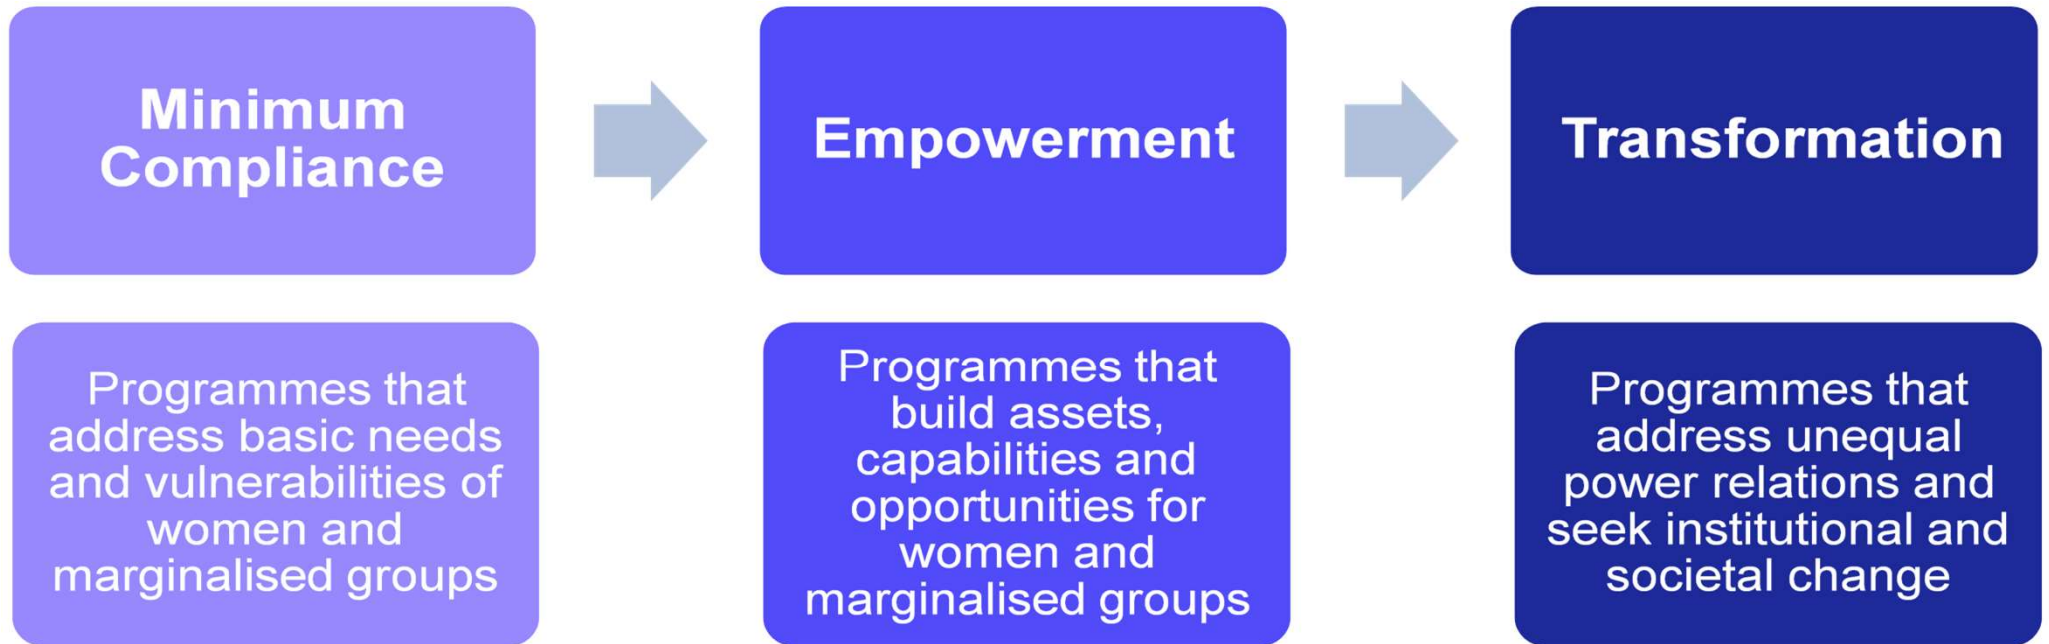 Minimum
Compliance
Empowerment
Transformation
Programmes that
address basic needs
and vulnerabilities of
women and
marginalised groups
Programmes that
build assets,
capabilities and
opportunities for
women and
marginalised groups
Programmes that
address unequal
power relations and
seek institutional and
societal change